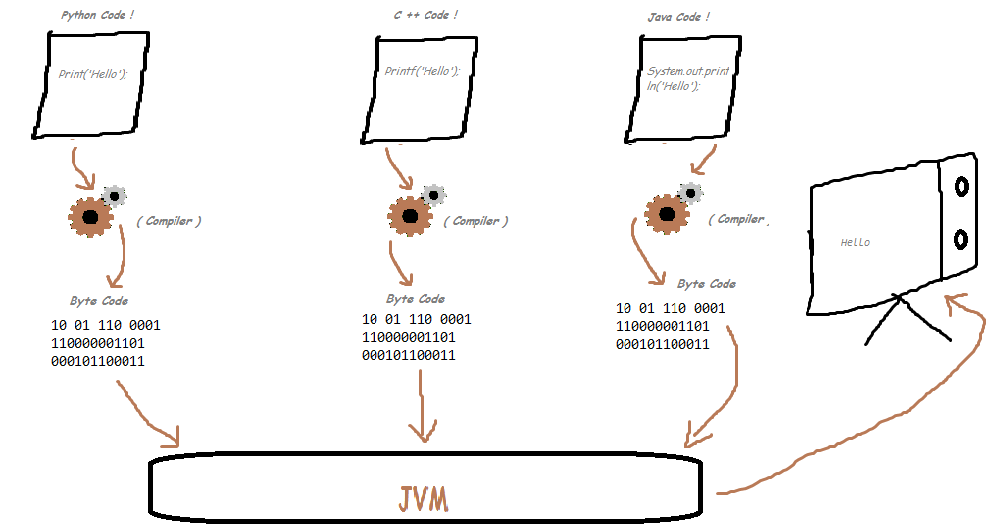 Python Code !
C ++ Code !
Java Code !
Print('Hello');
Printf('Hello');
System.out.print
ln('Hello');
( Compiler )
( Compiler )
( Compiler .
Hello
Byte Code
Byte Code
Byte Code
10 01 110 0001
110000001101
000101100011
10 01 110 0001
110000001101
000101100011
10 01 110 0001
110000001101
000101100011
JVM